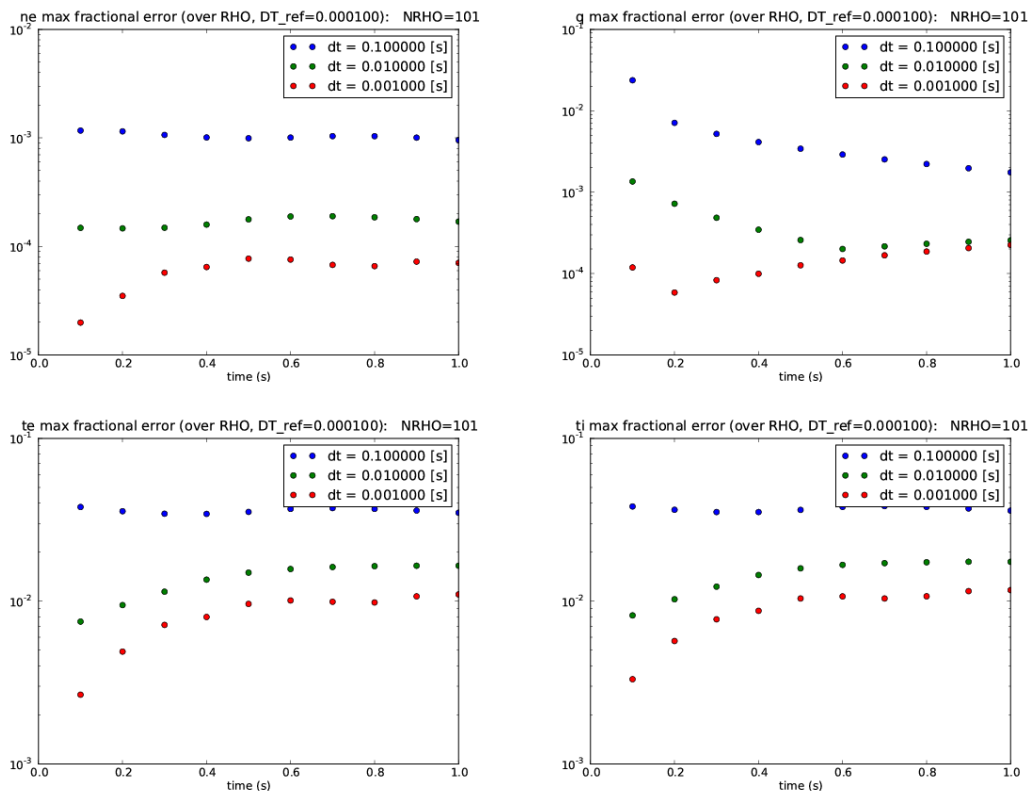 ne max fractional error (over RHO, DT_ref=0.000100): NRHO=101
10^-2
10^-3
10^-4
10^-5
dt = 0.100000 [s]
dt = 0.010000 [s]
dt = 0.001000 [s]
0.0 0.2 0.4 0.6 0.8 1.0
time (s)
q max fractional error (over RHO, DT_ref=0.000100): NRHO=101
10^-1
10^-2
10^-3
10^-4
10^-5
dt = 0.100000 [s]
dt = 0.010000 [s]
dt = 0.001000 [s]
0.0 0.2 0.4 0.6 0.8 1.0
time (s)
te max fractional error (over RHO, DT_ref=0.000100): NRHO=101
10^-1
10^-2
10^-3
dt = 0.100000 [s]
dt = 0.010000 [s]
dt = 0.001000 [s]
0.0 0.2 0.4 0.6 0.8 1.0
time (s)
ti max fractional error (over RHO, DT_ref=0.000100): NRHO=101
10^-1
10^-2
10^-3
dt = 0.100000 [s]
dt = 0.010000 [s]
dt = 0.001000 [s]
0.0 0.2 0.4 0.6 0.8 1.0
time (s)